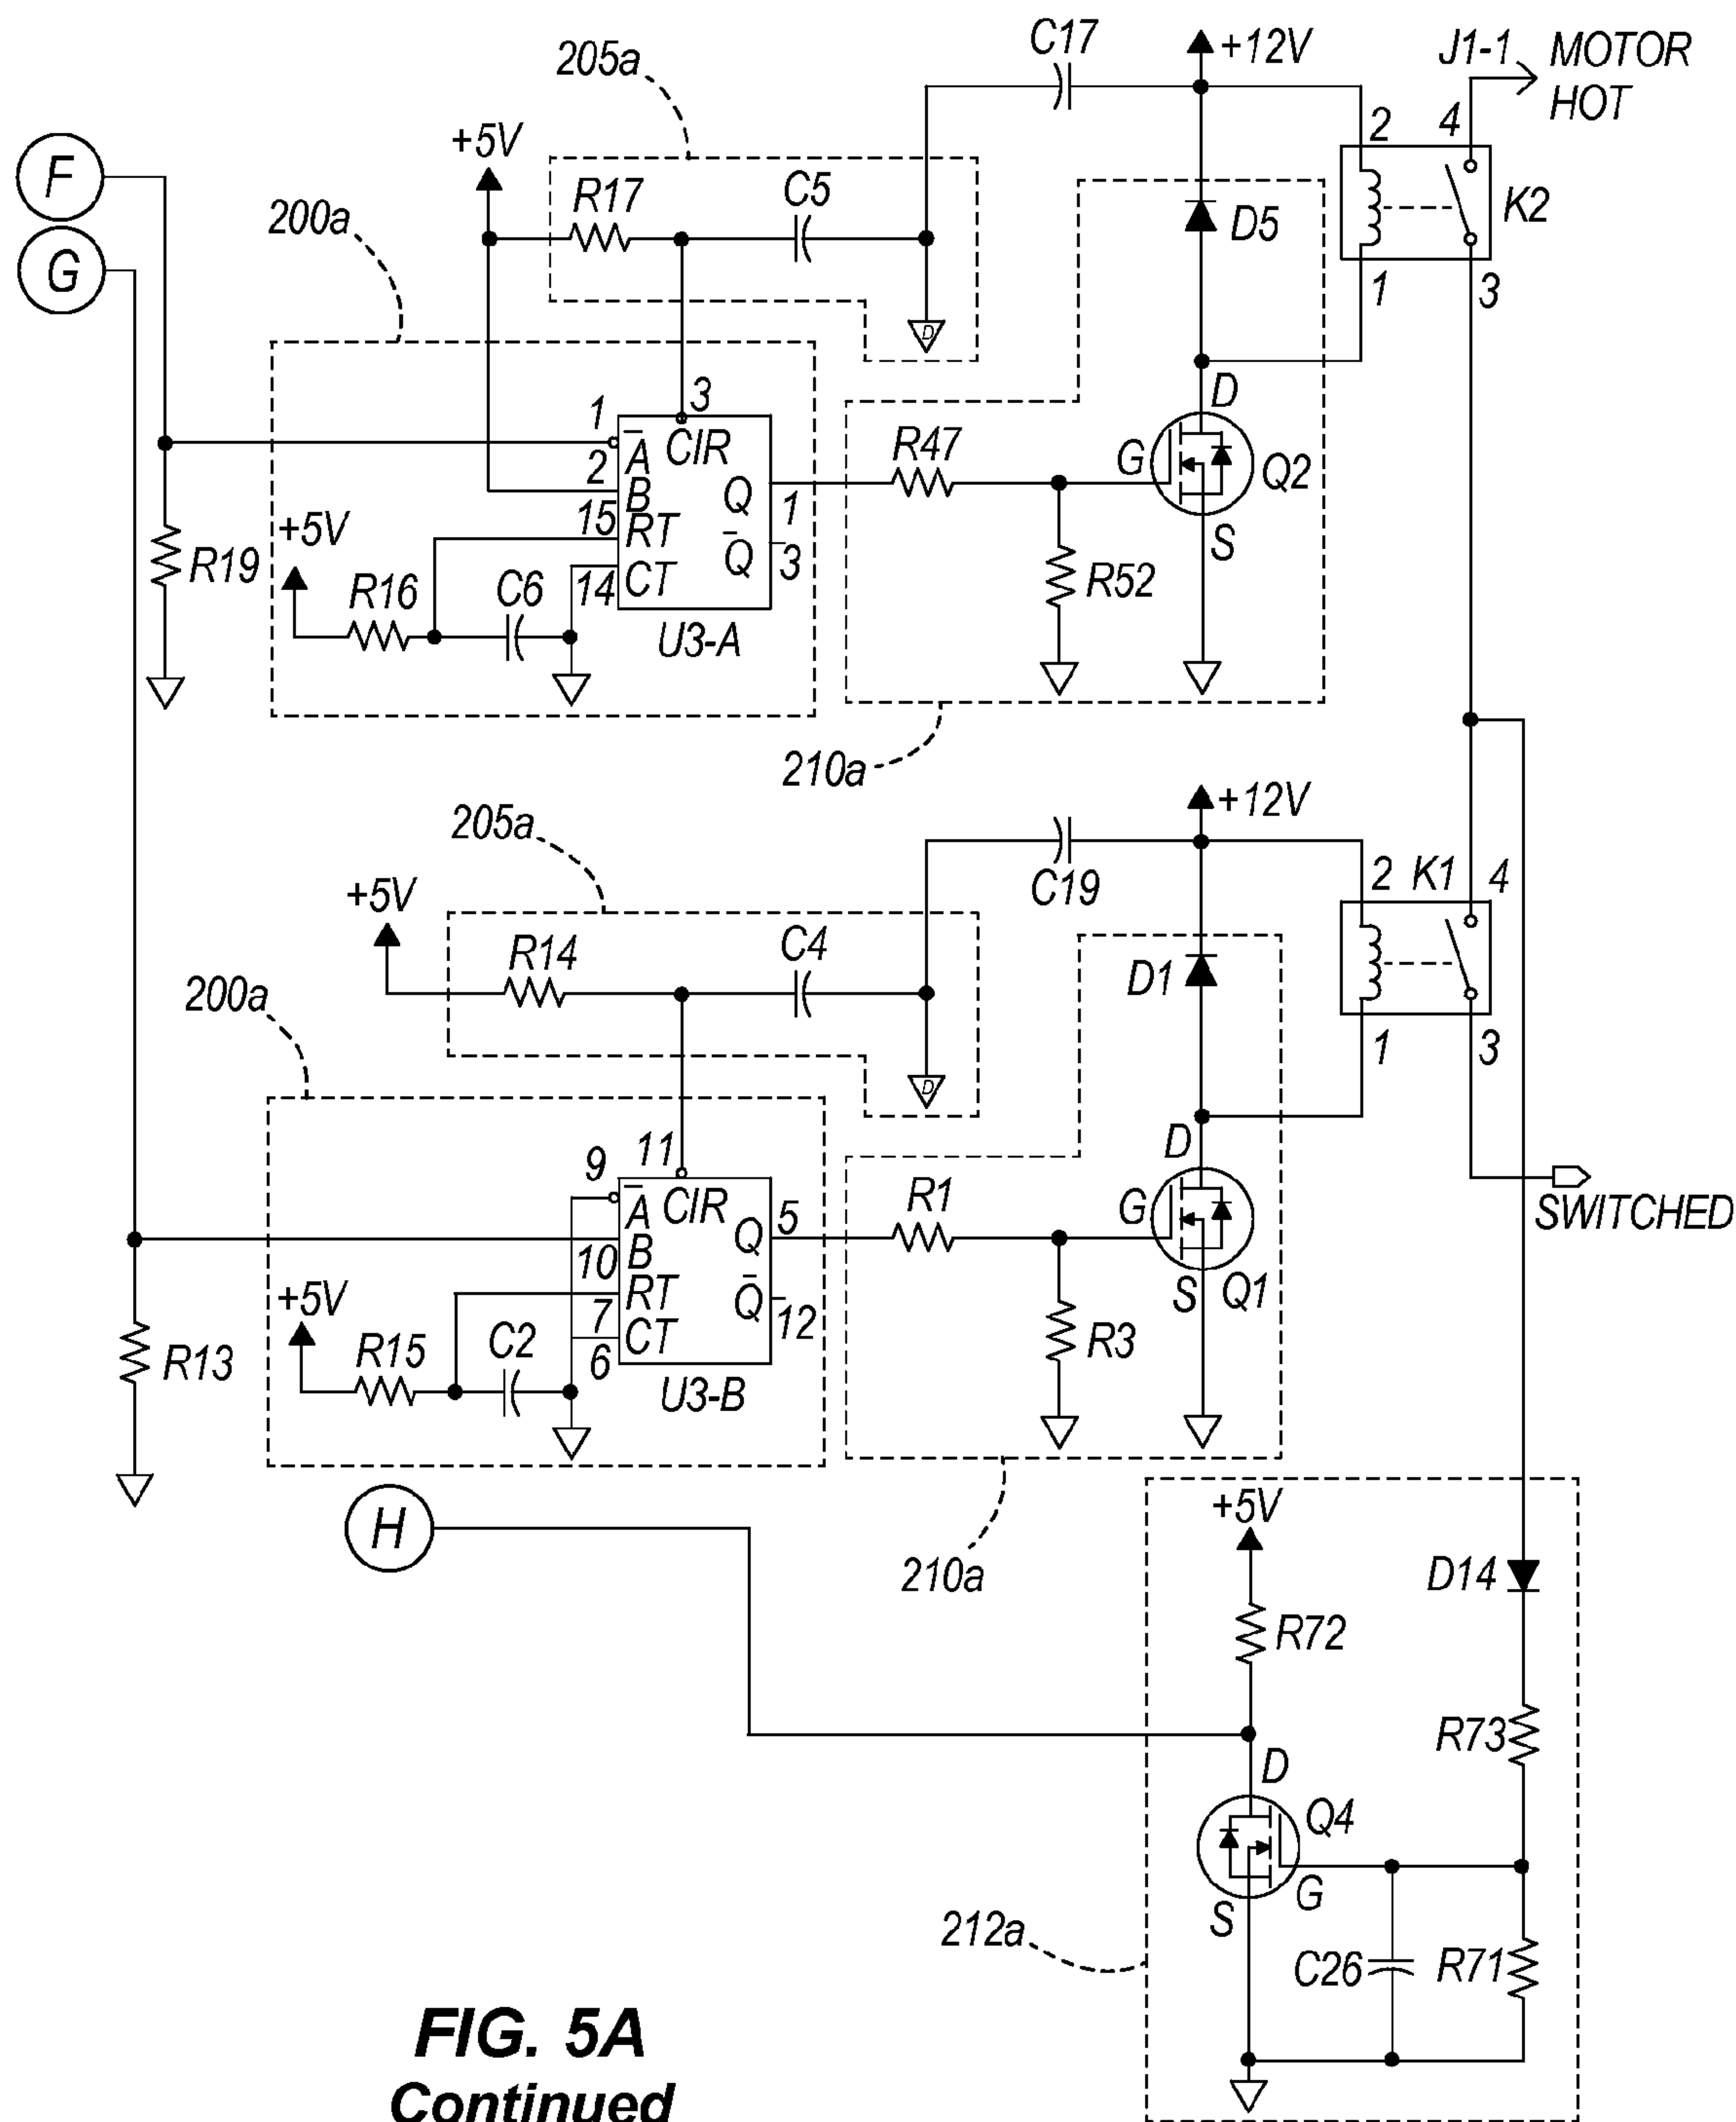 C17
+12V
J1-1 MOTOR
HOT
205a
F
+5V
2 4
R17 C5
200a
D5
K2
G
1 3
D
3
D
1
A CIR
R47
G
Q2
2
B Q 1
15
RT
S
+5V
R19
Q 3
R16 C6
14 CT
R52
U3-A
210a
+12V
205a
C19
2 K1 4
+5V
R14 C4
D1
200a
1 3
D
D
9 11
A CIR
R1
G
5
Q
SWITCHED
10 B
+5V
RT
Q
S Q1
7
12
R13
R15 C2
CT
6
R3
U3-B
H
+5V
210a
D14
R72
R73
D
Q4
G
S
212a
C26 R71
FIG. 5A
Continued